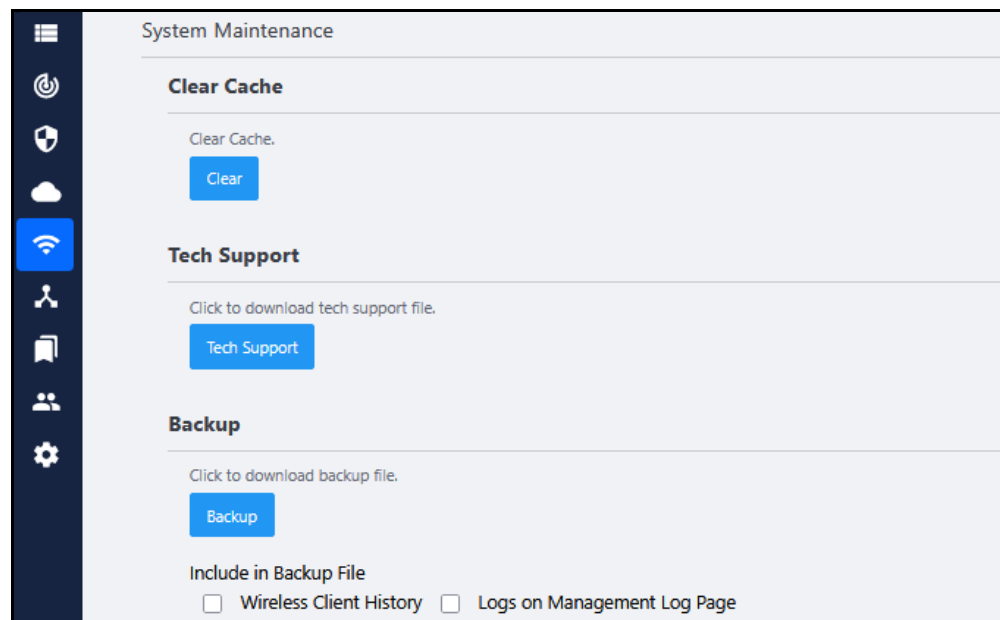 System Maintenance
Clear Cache
Clear Cache.
Clear
Tech Support
Click to download tech support file.
Tech Support
Backup
Click to download backup file.
Backup
Include in Backup File
Wireless Client History Logs on Management Log Page